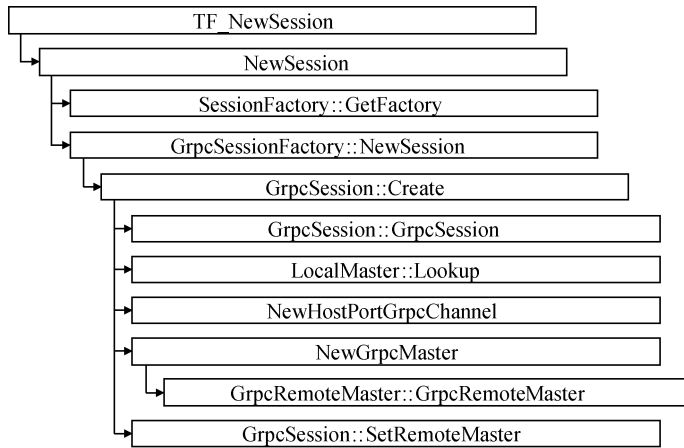 TF_NewSession
NewSession
SessionFactory::GetFactory
GrpcSessionFactory::NewSession
GrpcSession::Create
GrpcSession::GrpcSession
LocalMaster::Lookup
NewHostPortGrpcChannel
NewGrpcMaster
GrpcRemoteMaster::GrpcRemoteMaster
GrpcSession::SetRemoteMaster